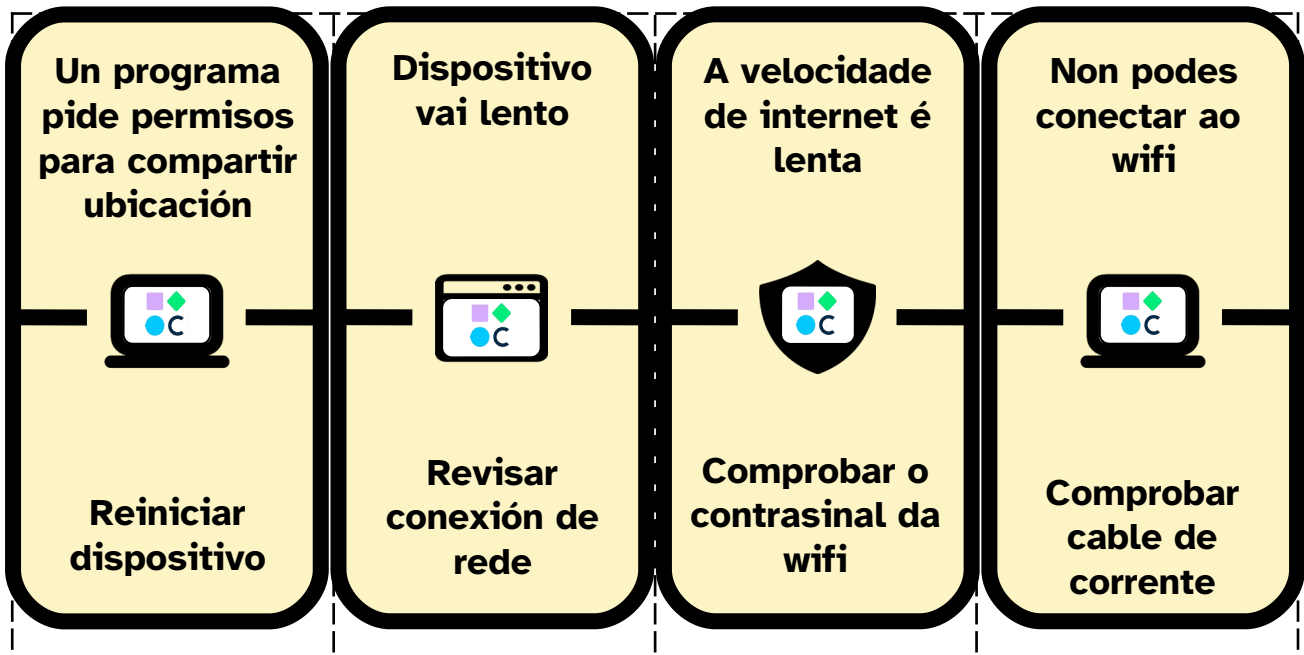 Un programa
pide permisos
para compartir
ubicación
Reiniciar
dispositivo
Dispositivo
vai lento
Revisar
conexión de
rede
A velocidade
de internet é
lenta
Comprobar o
contrasinal da
wifi
Non podes
conectar ao
wifi
Comprobar
cable de
corrente